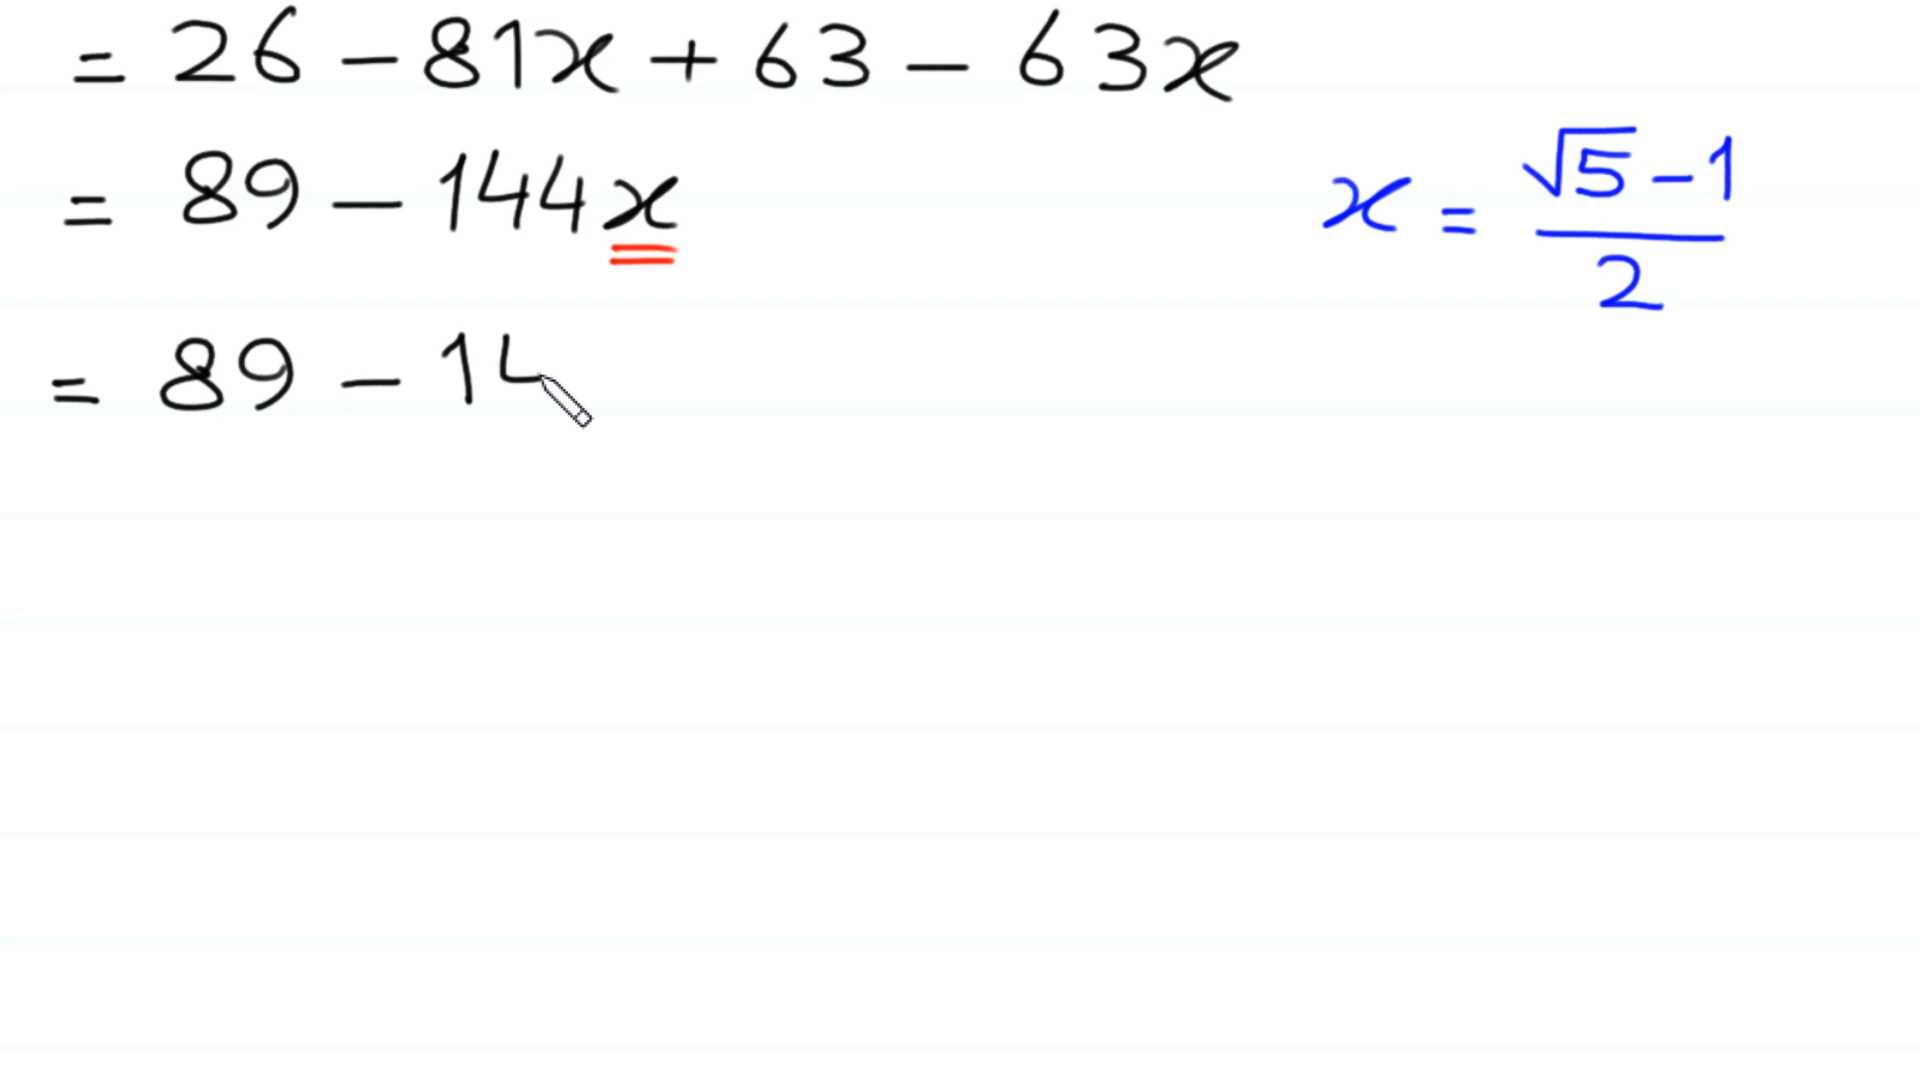 = 26 - 81x + 63 - 63x
= 89 - 144x
x = (√5 - 1)/2
= 89 - 14